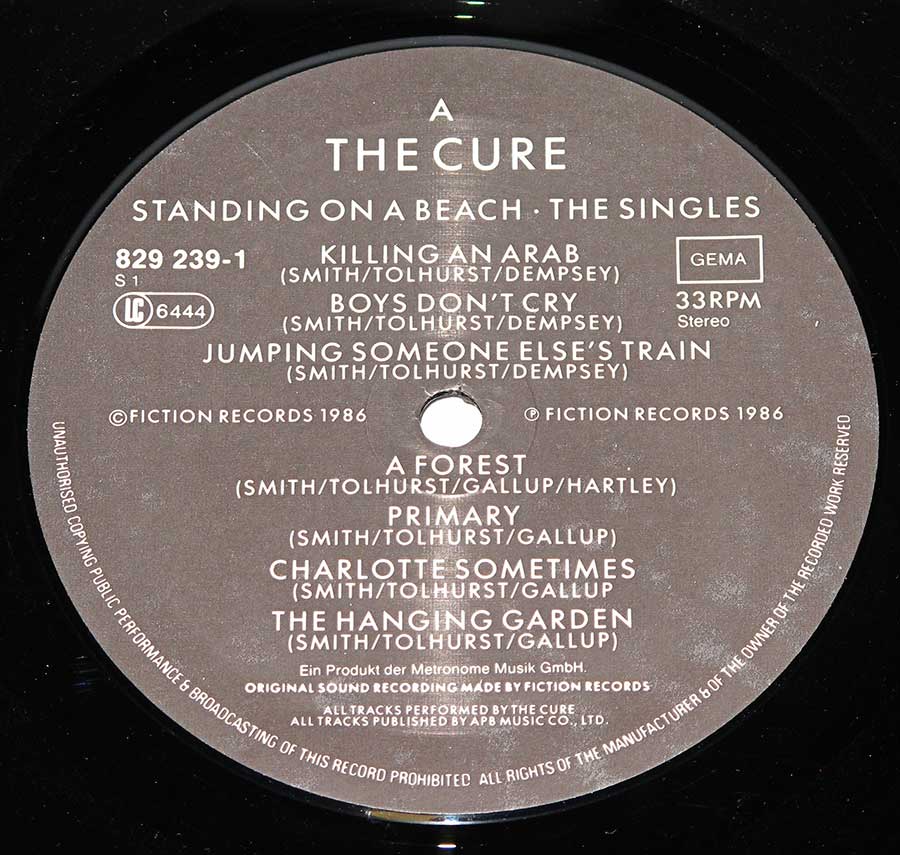 A
THE CURE
STANDING ON A BEACH · THE SINGLES
829 239-1
S 1
LC 6444
GEMA
33RPM
Stereo
KILLING AN ARAB
(SMITH/TOLHURST/DEMPSEY)
BOYS DON'T CRY
(SMITH/TOLHURST/DEMPSEY)
JUMPING SOMEONE ELSE'S TRAIN
(SMITH/TOLHURST/DEMPSEY)
©FICTION RECORDS 1986
℗ FICTION RECORDS 1986
A FOREST
(SMITH/TOLHURST/GALLUP/HARTLEY)
PRIMARY
(SMITH/TOLHURST/GALLUP)
CHARLOTTE SOMETIMES
(SMITH/TOLHURST/GALLUP
THE HANGING GARDEN
(SMITH/TOLHURST/GALLUP)
Ein Produkt der Metronome Musik GmbH.
ORIGINAL SOUND RECORDING MADE BY FICTION RECORDS
ALL TRACKS PERFORMED BY THE CURE
ALL TRACKS PUBLISHED BY APB MUSIC CO., LTD.
UNAUTHORISED COPYING PUBLIC PERFORMANCE & BROADCASTING OF THIS RECORD PROHIBITED ALL RIGHTS OF THE MANUFACTURER & OF THE OWNER OF THE RECORDED WORK RESERVED